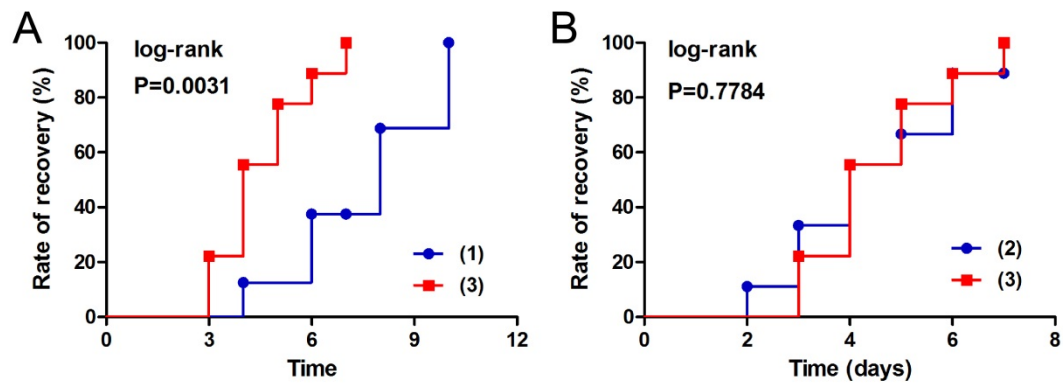 A
log-rank
P=0.0031
Rate of recovery (%)
100
80
60
40
20
0
(1)
(3)
0 3 6 9 12
Time
B
log-rank
P=0.7784
Rate of recovery (%)
100
80
60
40
20
0
(2)
(3)
0 2 4 6 8
Time (days)